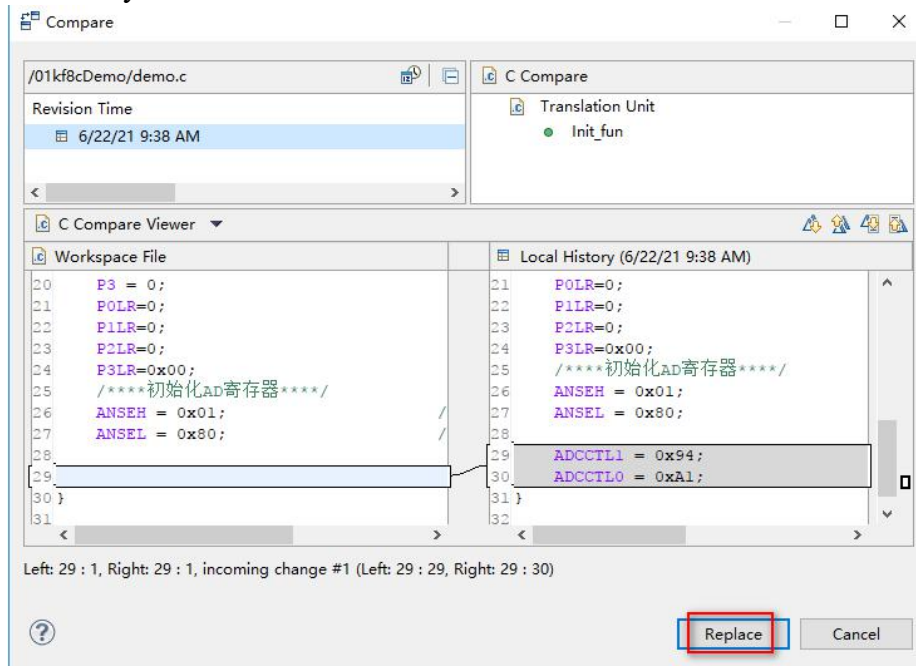 Compare
/01kf8cDemo/demo.c
C Compare
Revision Time
6/22/21 9:38 AM
Translation Unit
Init_fun
C Compare Viewer
Workspace File
Local History (6/22/21 9:38 AM)
20 P3 = 0;
21 P0LR=0;
22 P1LR=0;
23 P2LR=0;
24 P3LR=0x00;
25 /****初始化AD寄存器****/
26 ANSEH = 0x01; /
27 ANSEL = 0x80; /
28
29
30 }
31
21 P0LR=0;
22 P1LR=0;
23 P2LR=0;
24 P3LR=0x00;
25 /****初始化AD寄存器****/
26 ANSEH = 0x01;
27 ANSEL = 0x80;
28
29 ADCCTL1 = 0x94;
30 ADCCTL0 = 0xA1;
31 }
32
Left: 29 : 1, Right: 29 : 1, incoming change #1 (Left: 29 : 29, Right: 29 : 30)
?
Replace
Cancel